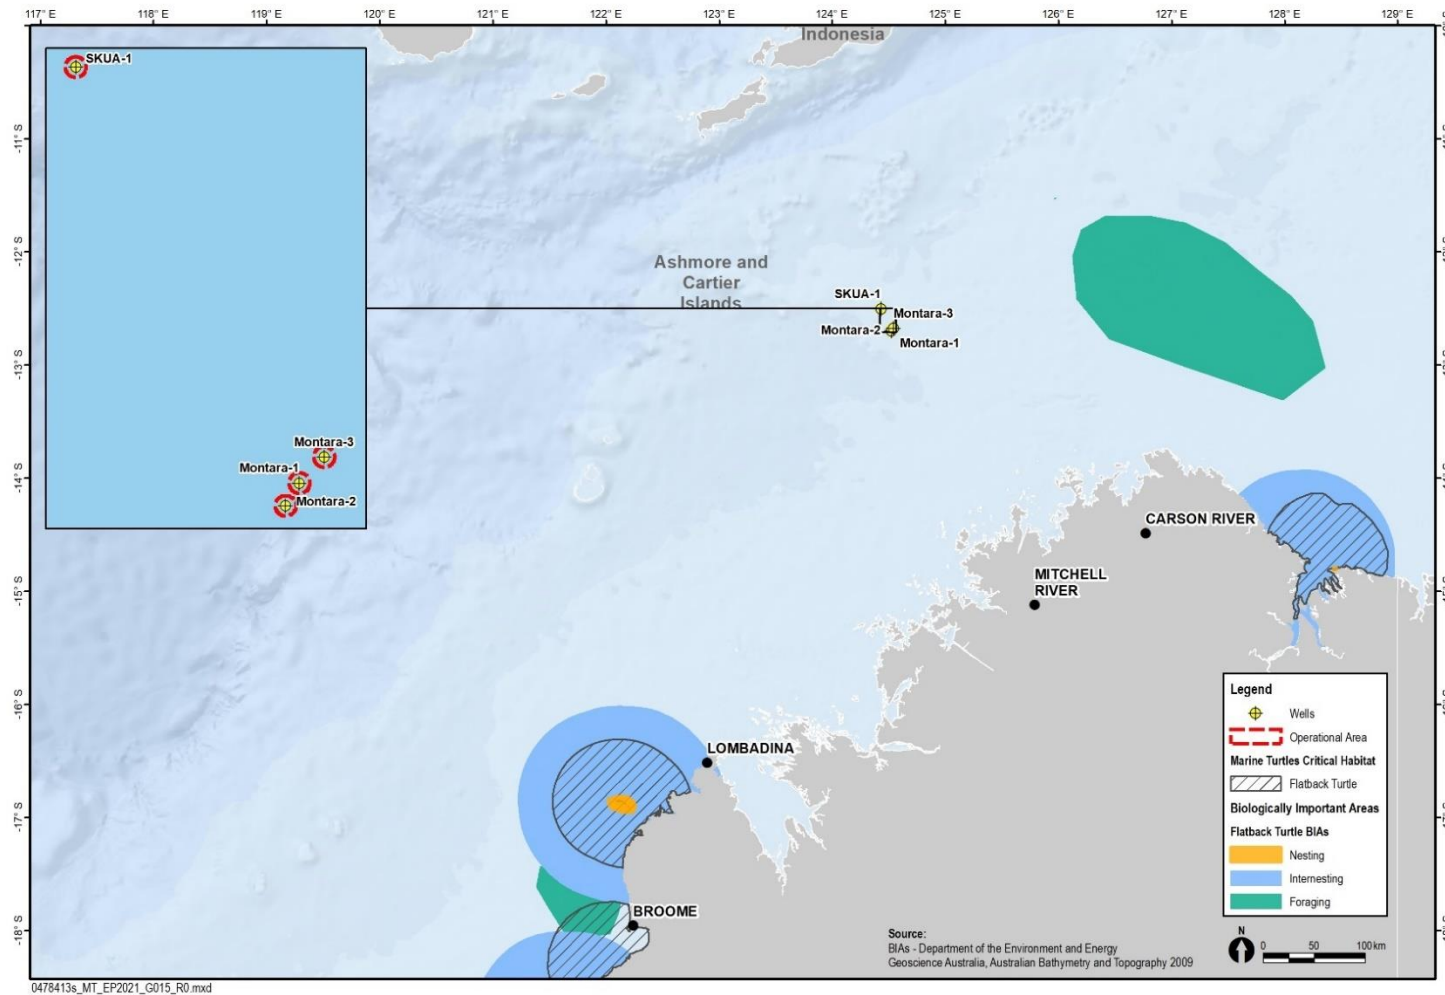 117° E 118° E 119° E 120° E 121° E 122° E 123° E 124° E 125° E 126° E 127° E 128° E 129° E
Indonesia
SKUA-1
-11° S
-12° S
Ashmore and
Cartier
Islands
SKUA-1
Montara-3
Montara-2
Montara-1
-13° S
Montara-3
Montara-1
Montara-2
-14° S
CARSON RIVER
MITCHELL
RIVER
-15° S
-16° S
LOMBADINA
-17° S
BROOME
-18° S
Legend
Wells
Operational Area
Marine Turtles Critical Habitat
Flatback Turtle
Biologically Important Areas
Flatback Turtle BIAs
Nesting
Internesting
Foraging
Source:
BIAs - Department of the Environment and Energy
Geoscience Australia, Australian Bathymetry and Topography 2009
N
0 50 100 km
0478413s_MT_EP2021_G015_R0.mxd